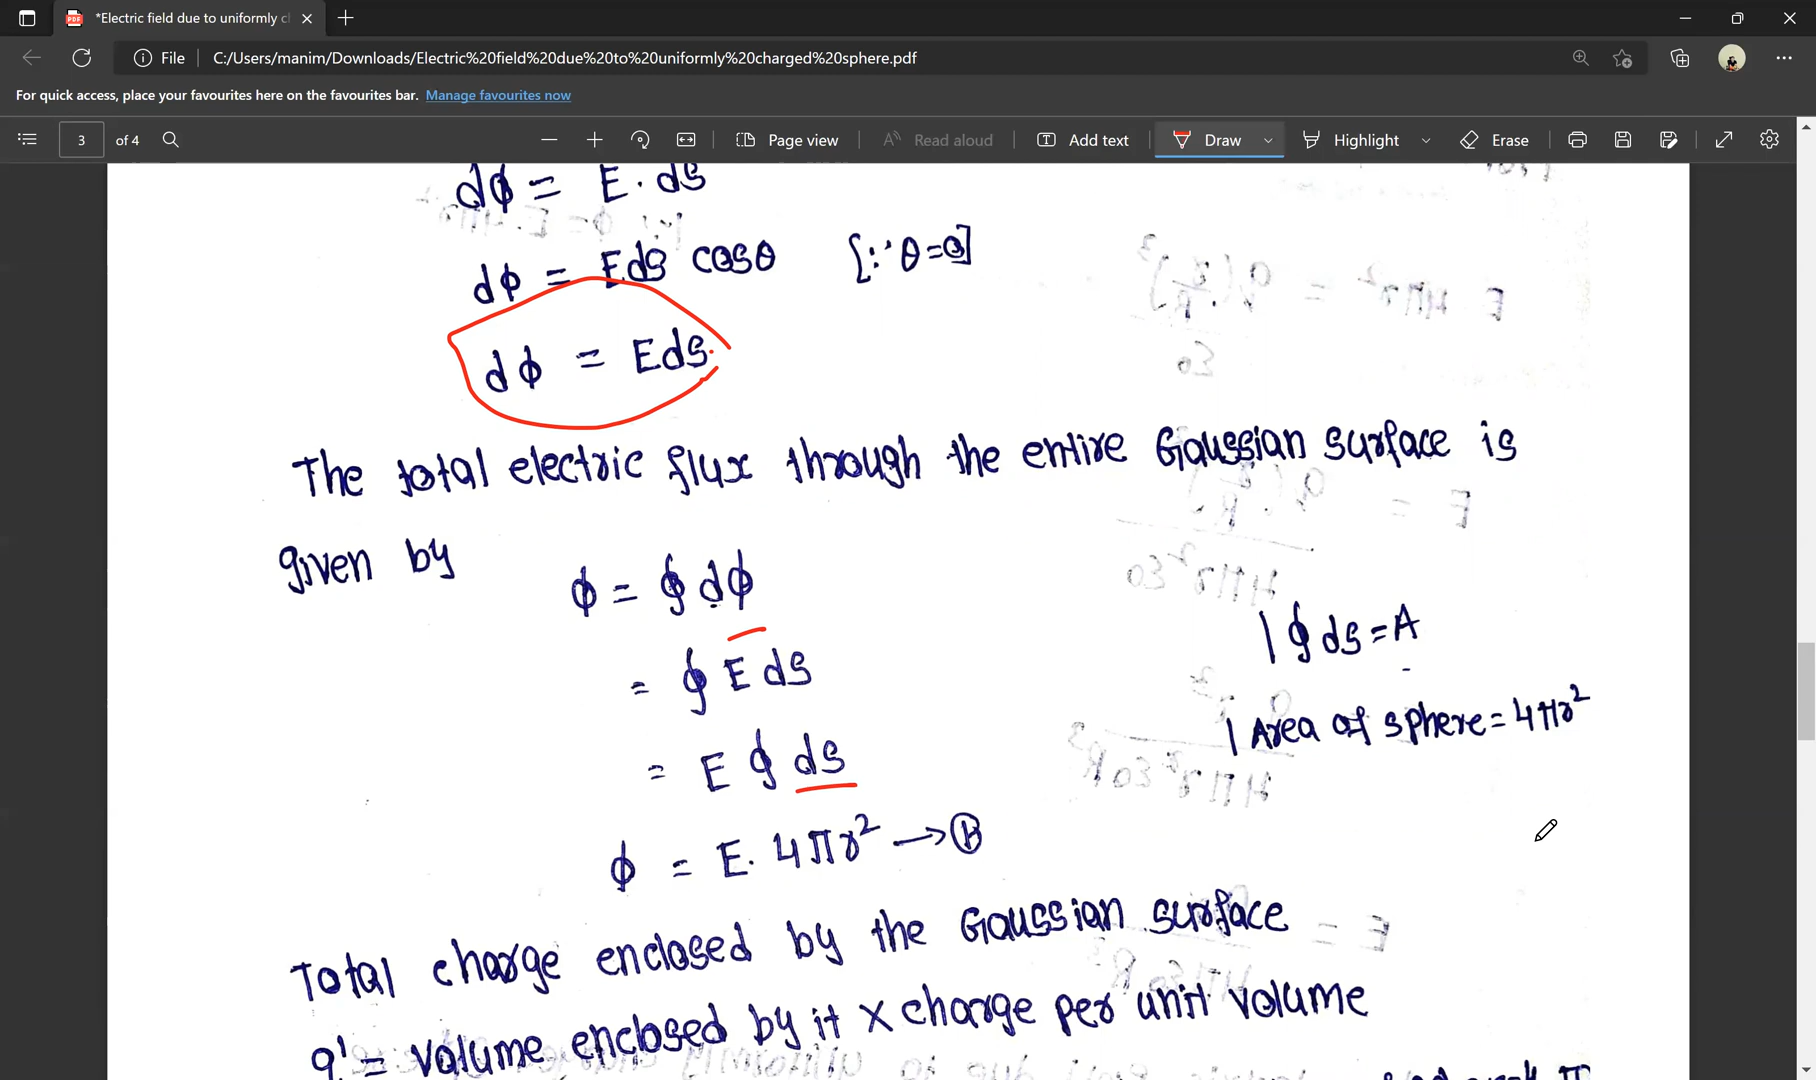 *Electric field due to uniformly cl
File C:/Users/manim/Downloads/Electric%20field%20due%20to%20uniformly%20charged%20sphere.pdf
For quick access, place your favourites here on the favourites bar. Manage favourites now
3 of 4 Page view Read aloud Add text Draw Highlight Erase
dϕ = E · ds
dϕ = Eds cosθ [∵ θ=0]
dϕ = Eds.
The total electric flux through the entire Gaussian surface is
given by
ϕ = ∮ dϕ
= ∮ E ds
| ∮ ds = A
= E ∮ ds
| Area of sphere = 4πr²
ϕ = E. 4πr² → B
Total charge enclosed by the Gaussian surface
q' = volume enclosed by it × charge per unit volume